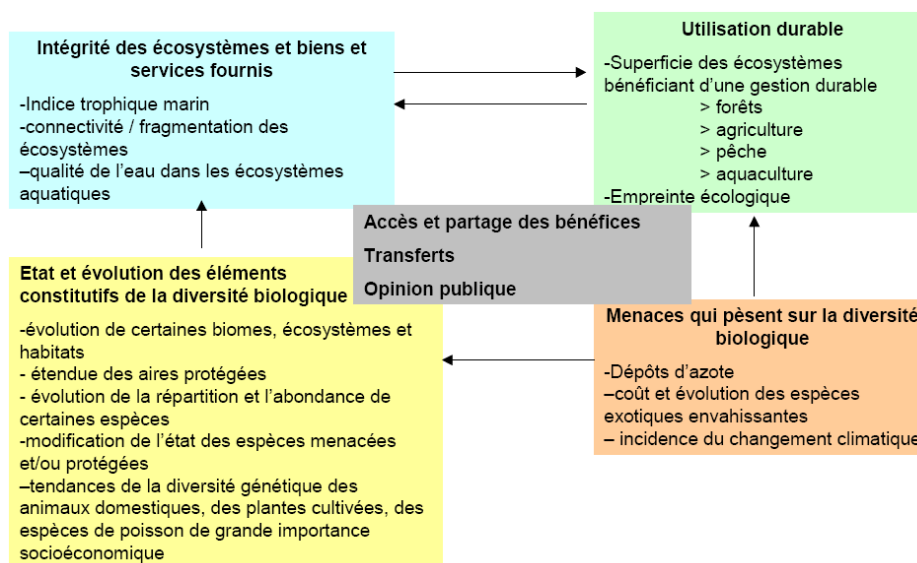 Intégrité des écosystèmes et biens et
services fournis
-Indice trophique marin
-connectivité / fragmentation des
écosystèmes
–qualité de l’eau dans les écosystèmes
aquatiques
Utilisation durable
-Superficie des écosystèmes
bénéficiant d’une gestion durable
> forêts
> agriculture
> pêche
> aquaculture
-Empreinte écologique
Accès et partage des bénéfices
Transferts
Opinion publique
Etat et évolution des éléments
constitutifs de la diversité biologique
-évolution de certaines biomes, écosystèmes et
habitats
- étendue des aires protégées
- évolution de la répartition et l’abondance de
certaines espèces
-modification de l’état des espèces menacées
et/ou protégées
–tendances de la diversité génétique des
animaux domestiques, des plantes cultivées, des
espèces de poisson de grande importance
socioéconomique
Menaces qui pèsent sur la diversité
biologique
-Dépôts d’azote
–coût et évolution des espèces
exotiques envahissantes
– incidence du changement climatique